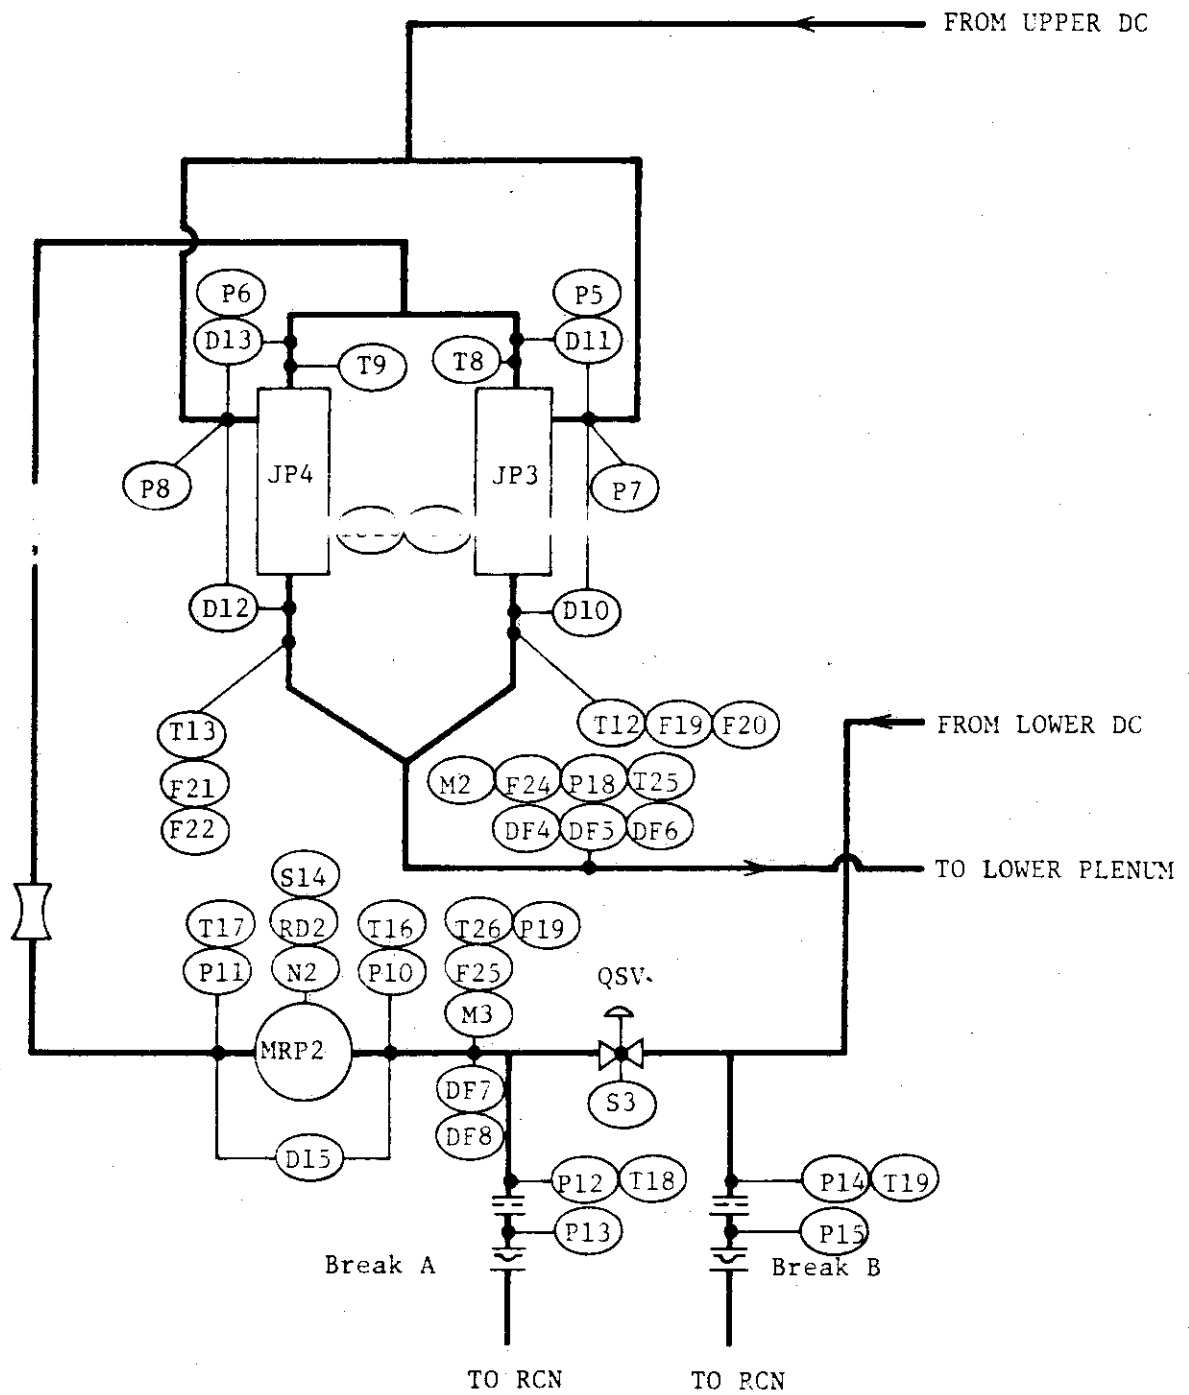 FROM UPPER DC
P6
P5
D13
D11
T9
T8
JP4
JP3
P8
P7
D12
D10
T13
T12 F19 F20
FROM LOWER DC
F21
M2 F24 P18 T25
F22
DF4 DF5 DF6
TO LOWER PLENUM
S14
T17
RD2
T16
T26 P19
P11
N2
P10
F25
QSV
M3
MRP2
DF7
S3
DF8
D15
P12 T18
P14 T19
P13
P15
Break A
Break B
TO RCN
TO RCN